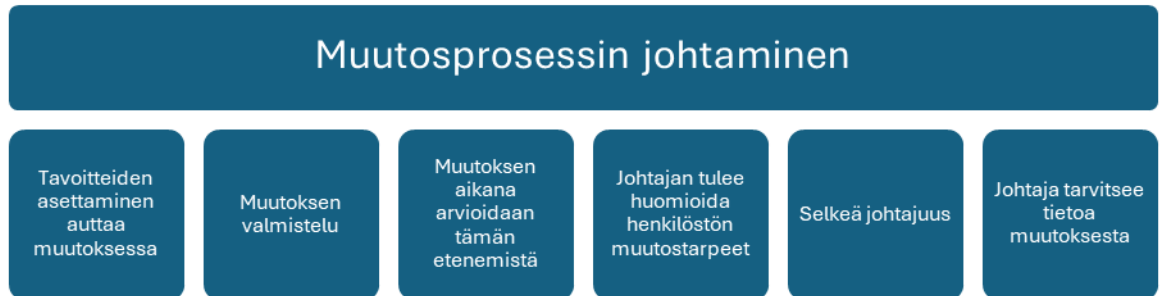 Muutosprosessin johtaminen
Tavoitteiden
asettaminen
auttaa
muutoksessa
Muutoksen
valmistelu
Muutoksen
aikana
arvioidaan
tämän
etenemistä
Johtajan tulee
huomioida
henkilöstön
muutostarpeet
Selkeä johtajuus
Johtaja tarvitsee
tietoa
muutoksesta